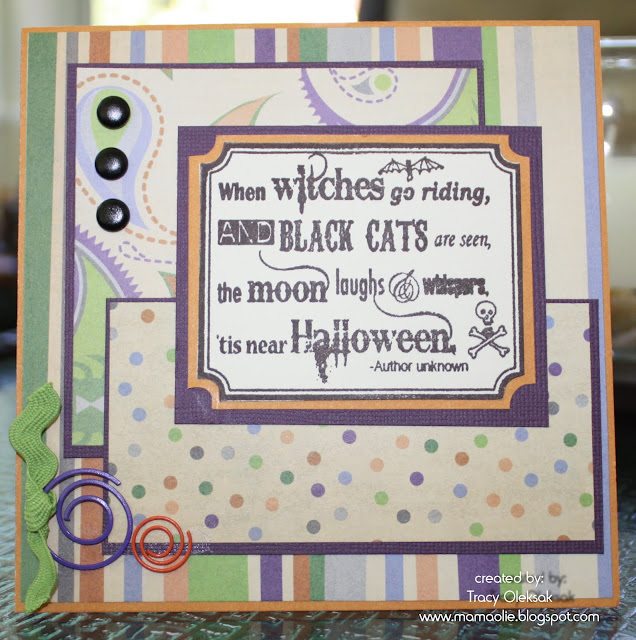 When witches go riding,
AND BLACK CATS are seen,
the moon laughs & whispers,
'tis near Halloween.
-Author unknown
created by:
Tracy Oleksak
www.mamaolie.blogspot.com